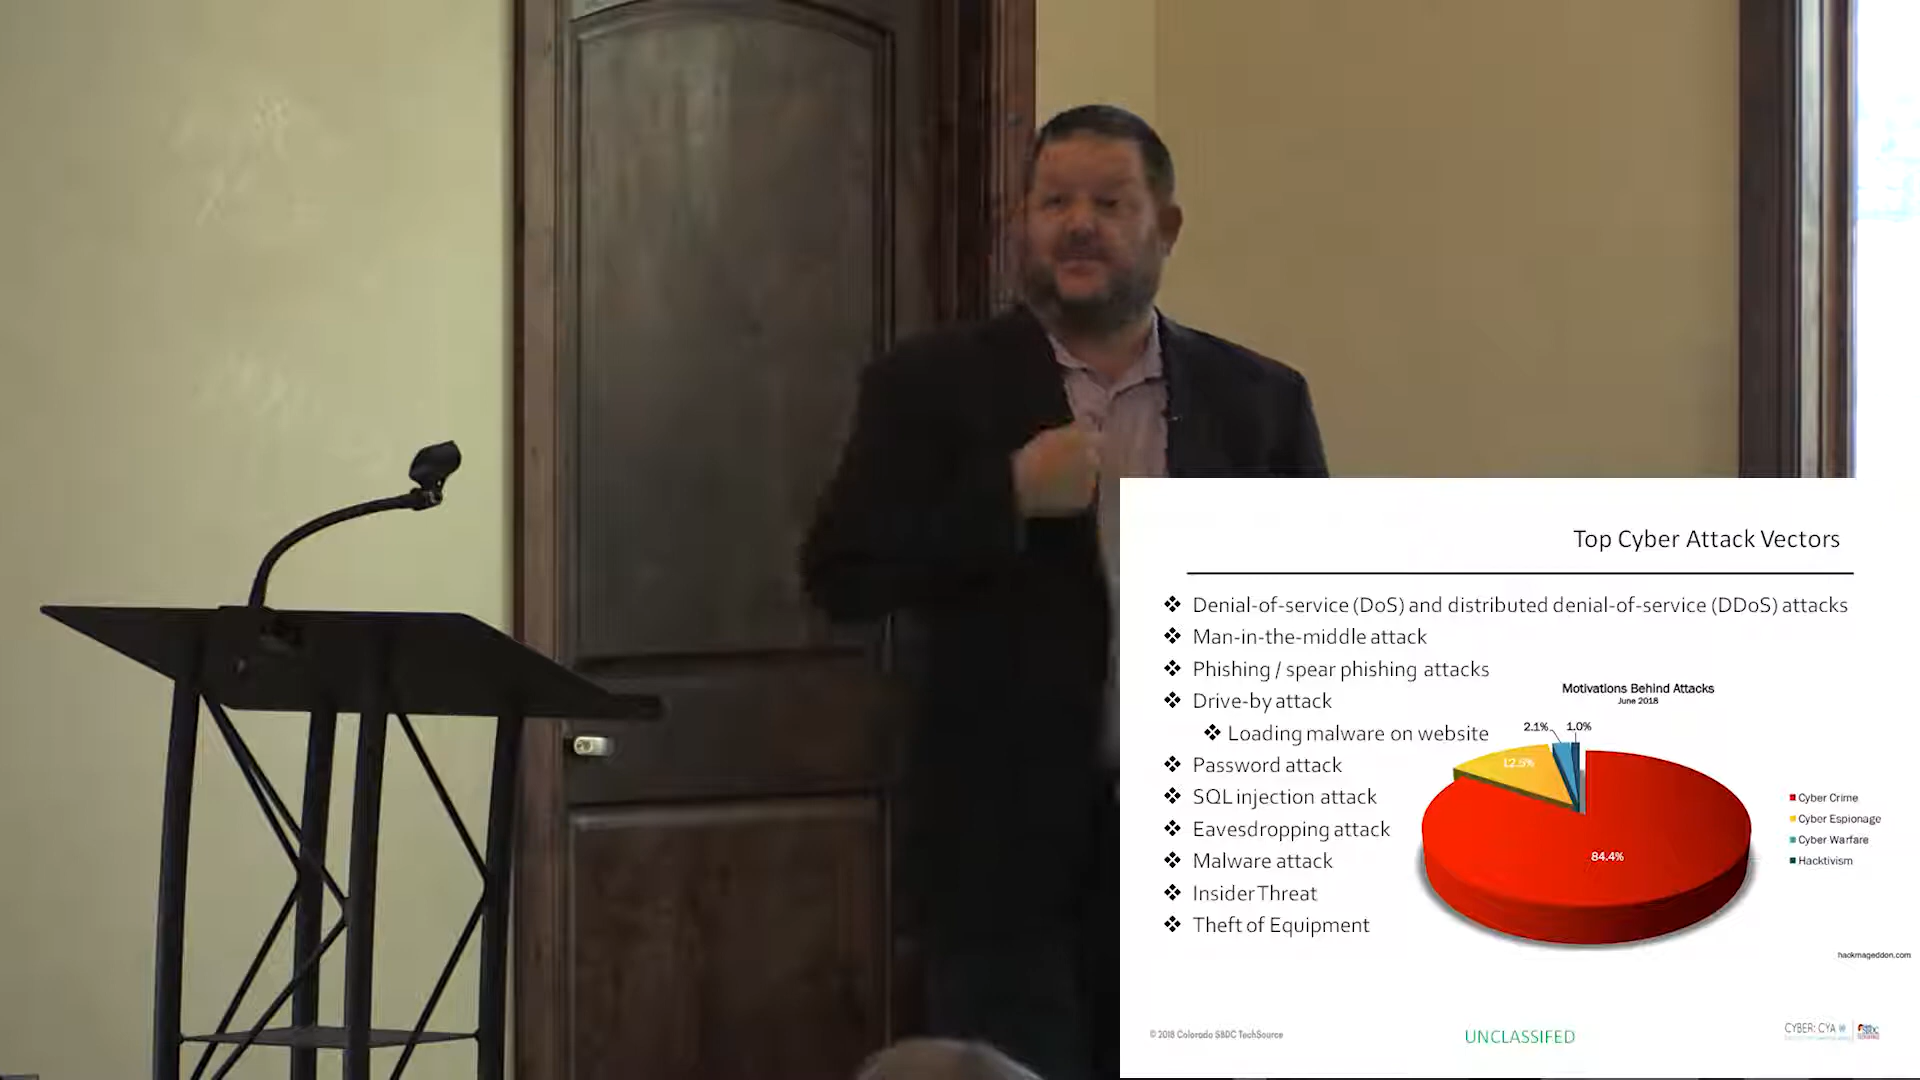 Top Cyber Attack Vectors
❖ Denial-of-service (DoS) and distributed denial-of-service (DDoS) attacks
❖ Man-in-the-middle attack
❖ Phishing / spear phishing attacks
❖ Drive-by attack
❖ Loading malware on website
❖ Password attack
❖ SQL injection attack
❖ Eavesdropping attack
❖ Malware attack
❖ Insider Threat
❖ Theft of Equipment
Motivations Behind Attacks
June 2018
2.1% 1.0%
12.5%
84.4%
Cyber Crime
Cyber Espionage
Cyber Warfare
Hacktivism
hackmageddon.com
© 2018 Colorado SBDC TechSource
UNCLASSIFED
CYBER: CYA
SBDC